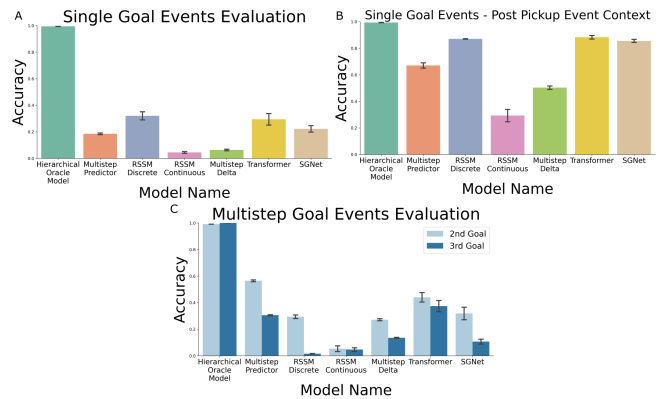 A
Single Goal Events Evaluation
Accuracy
1.0
0.8
0.6
0.4
0.2
0.0
Hierarchical Oracle Model
Multistep Predictor
RSSM Discrete
RSSM Continuous
Multistep Delta
Transformer
SGNet
Model Name
B
Single Goal Events - Post Pickup Event Context
Accuracy
1.0
0.8
0.6
0.4
0.2
0.0
Hierarchical Oracle Model
Multistep Predictor
RSSM Discrete
RSSM Continuous
Multistep Delta
Transformer
SGNet
Model Name
C
Multistep Goal Events Evaluation
2nd Goal
3rd Goal
Accuracy
1.0
0.8
0.6
0.4
0.2
0.0
Hierarchical Oracle Model
Multistep Predictor
RSSM Discrete
RSSM Continuous
Multistep Delta
Transformer
SGNet
Model Name